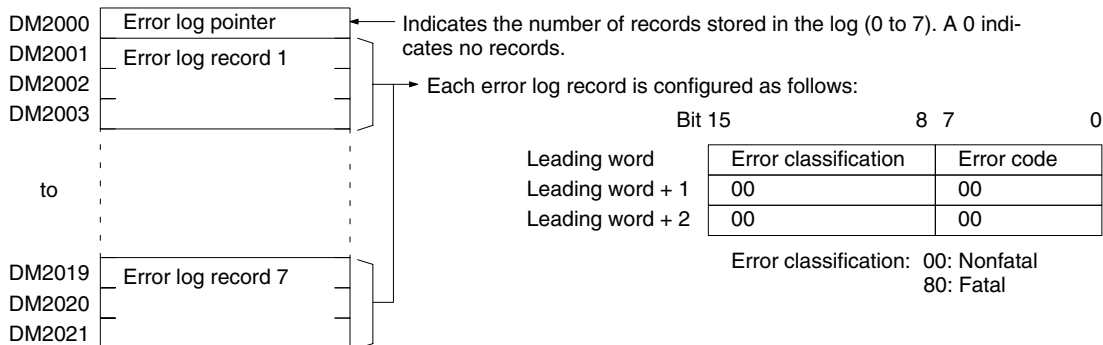 DM2000 Error log pointer Indicates the number of records stored in the log (0 to 7). A 0 indi-
cates no records.
DM2001 Error log record 1
DM2002 Each error log record is configured as follows:
DM2003
Bit 15 8 7 0
Leading word Error classification Error code
to Leading word + 1 00 00
Leading word + 2 00 00
Error classification: 00: Nonfatal
80: Fatal
DM2019 Error log record 7
DM2020
DM2021